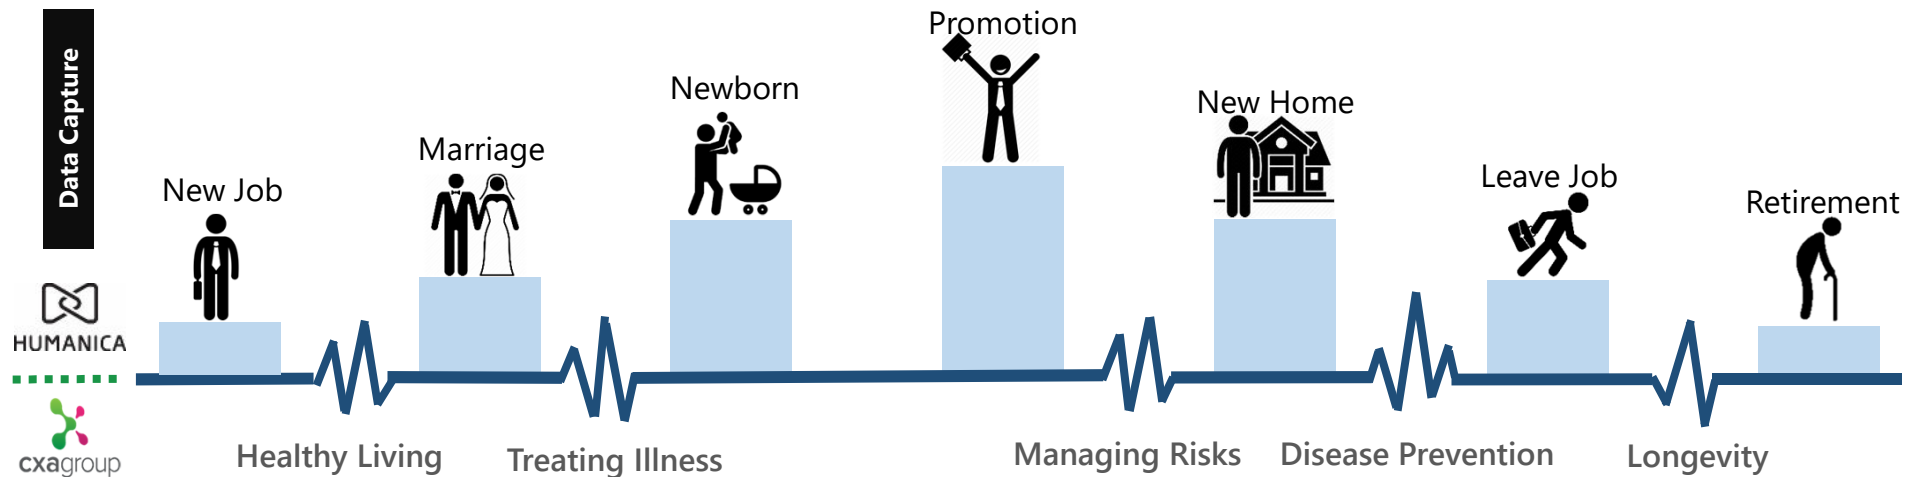 Data Capture
New Job
Marriage
Newborn
Promotion
New Home
Leave Job
Retirement
HUMANICA
cxagroup
Healthy Living
Treating Illness
Managing Risks
Disease Prevention
Longevity